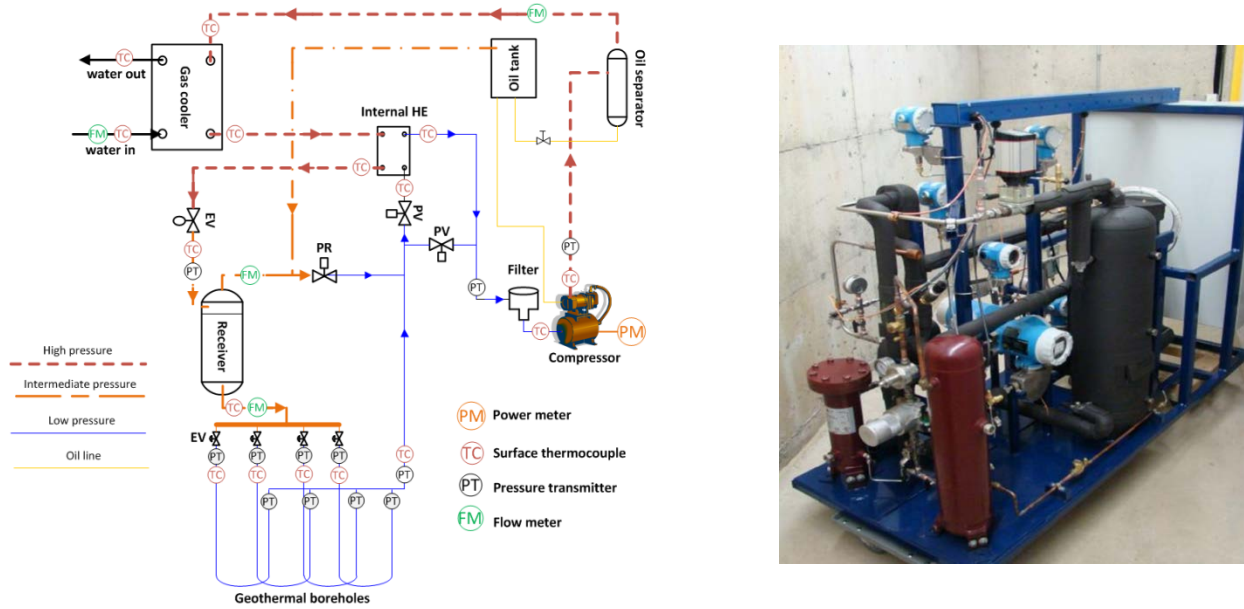 FM
TC
TC
water out
Gas cooler
Oil tank
Oil separator
FM
TC
water in
TC
Internal HE
TC
TC
TC
EV
PV
PV
TC
PT
PT
TC
FM
PR
PT
Filter
TC
PM
Compressor
Receiver
High pressure
Intermediate pressure
Low pressure
Oil line
TC
FM
EV
PT
PT
PT
PT
TC
TC
TC
TC
TC
PT
PT
PT
PT
PT
Geothermal boreholes
PM
Power meter
TC
Surface thermocouple
PT
Pressure transmitter
FM
Flow meter